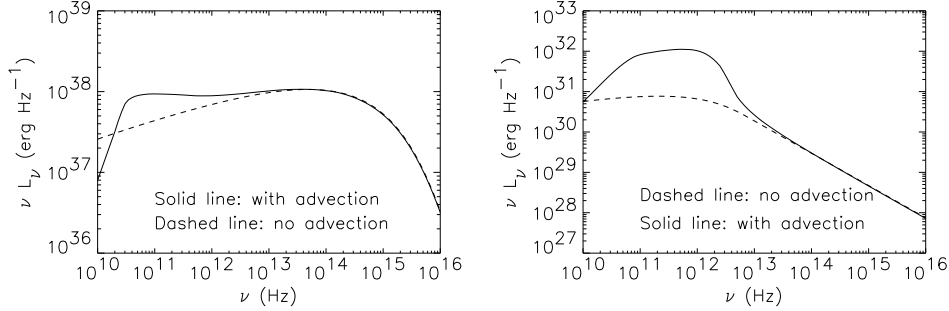 10^39
10^38
10^37
10^36
ν L_ν (erg Hz^-1)
Solid line: with advection
Dashed line: no advection
10^10 10^11 10^12 10^13 10^14 10^15 10^16
ν (Hz)
10^33
10^32
10^31
10^30
10^29
10^28
10^27
ν L_ν (erg Hz^-1)
Dashed line: no advection
Solid line: with advection
10^10 10^11 10^12 10^13 10^14 10^15 10^16
ν (Hz)